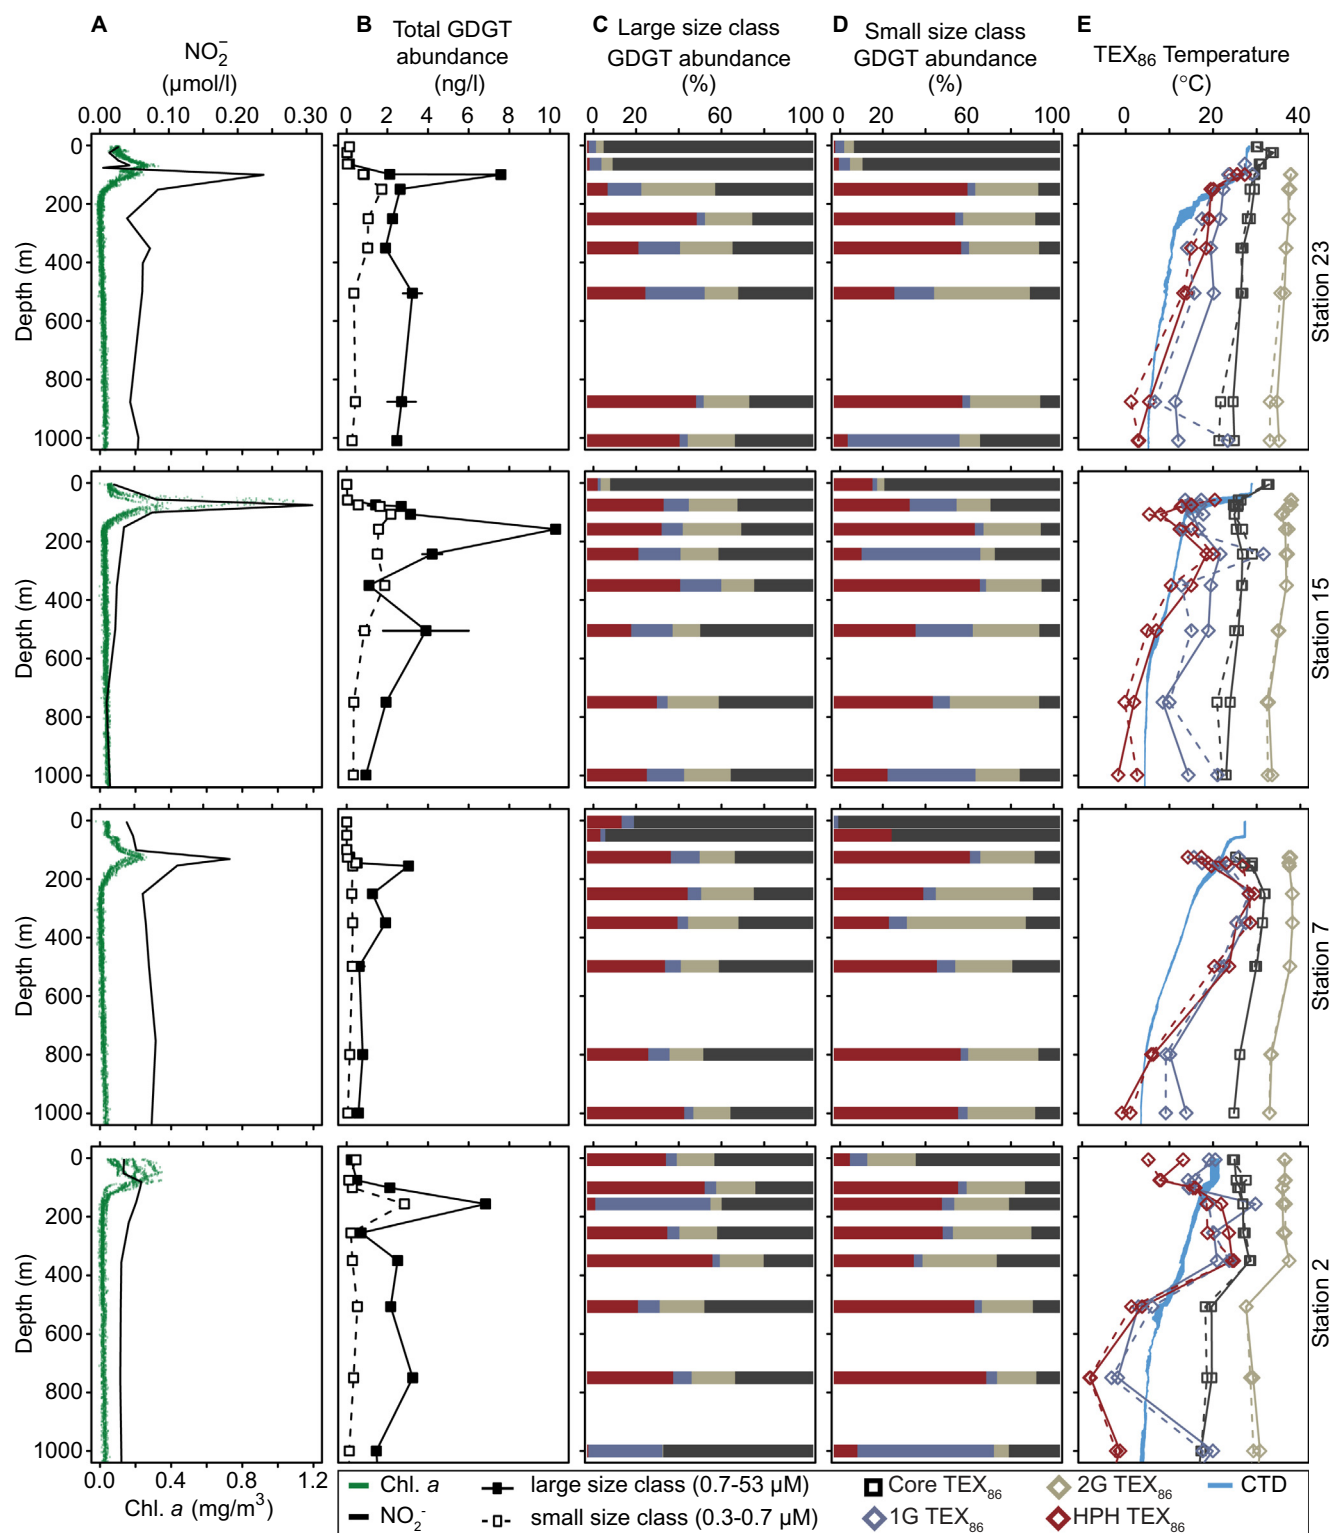 A B C D E
NO₂⁻
(µmol/l)
Total GDGT
abundance
(ng/l)
Large size class
GDGT abundance
(%)
Small size class
GDGT abundance
(%)
TEX₈₆ Temperature
(°C)
0.00 0.10 0.20 0.30
0 2 4 6 8 10
0 20 60 100
0 20 60 100
0 20 40
0
200
400
600
800
1000
Depth (m)
Station 23
0
200
400
600
800
1000
Depth (m)
Station 15
0
200
400
600
800
1000
Depth (m)
Station 7
0
200
400
600
800
1000
Depth (m)
Station 2
0.0 0.4 0.8 1.2
Chl. a (mg/m³)
Chl. a
NO₂⁻
large size class (0.7-53 µM)
small size class (0.3-0.7 µM)
Core TEX₈₆
1G TEX₈₆
2G TEX₈₆
HPH TEX₈₆
CTD